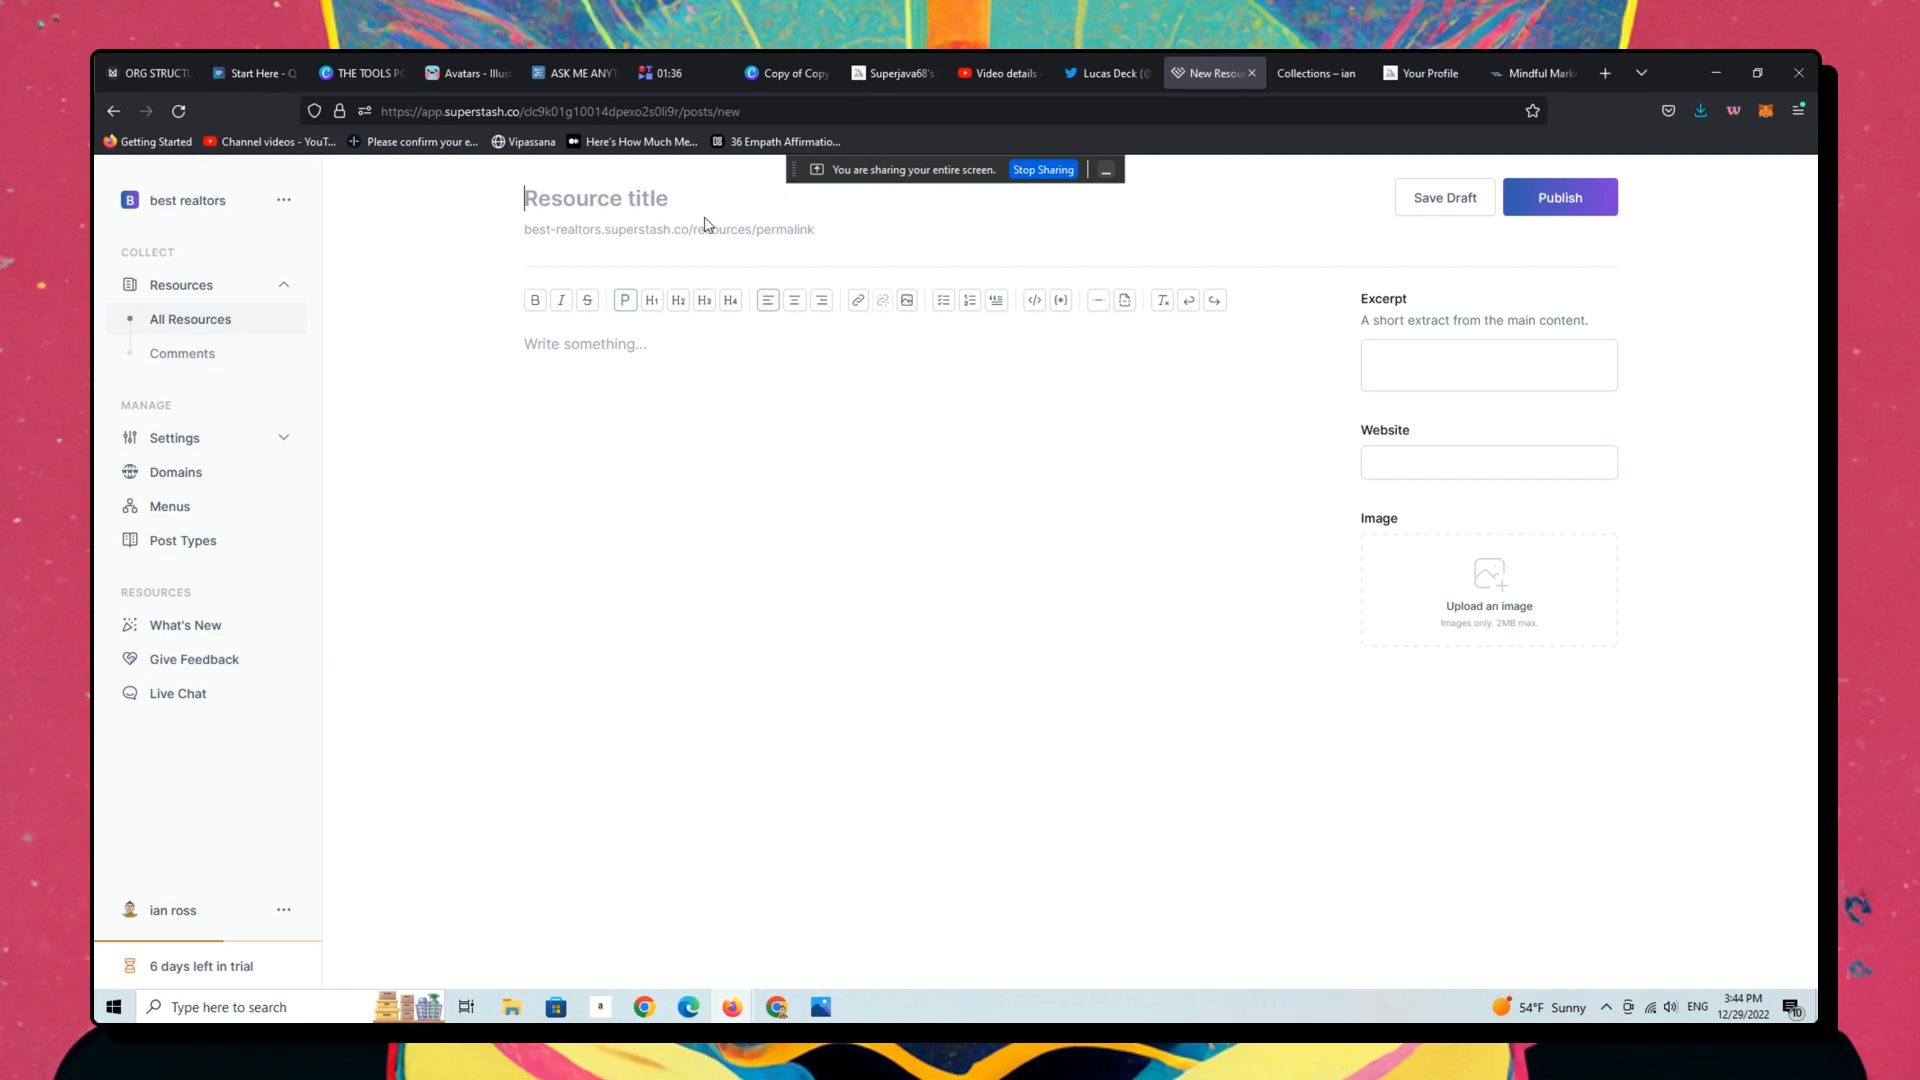 ORG STRUCTU
Start Here - Q
THE TOOLS PO
Avatars - Illus
ASK ME ANYT
01:36
Copy of Copy
Superjava68's
Video details -
Lucas Deck (@
New Resou
Collections – ian
Your Profile
Mindful Mark
https://app.superstash.co/clc9k01g10014dpexo2s0li9r/posts/new
Getting Started
Channel videos - YouT...
Please confirm your e...
Vipassana
Here's How Much Me...
36 Empath Affirmatio...
You are sharing your entire screen.
Stop Sharing
B
best realtors
Resource title
Save Draft
Publish
best-realtors.superstash.co/resources/permalink
COLLECT
Resources
All Resources
Comments
B
I
S
P
H1
H2
H3
H4
Write something...
Excerpt
A short extract from the main content.
Website
Image
Upload an image
Images only. 2MB max.
MANAGE
Settings
Domains
Menus
Post Types
RESOURCES
What's New
Give Feedback
Live Chat
ian ross
6 days left in trial
Type here to search
a
54°F Sunny
ENG
3:44 PM
12/29/2022
10